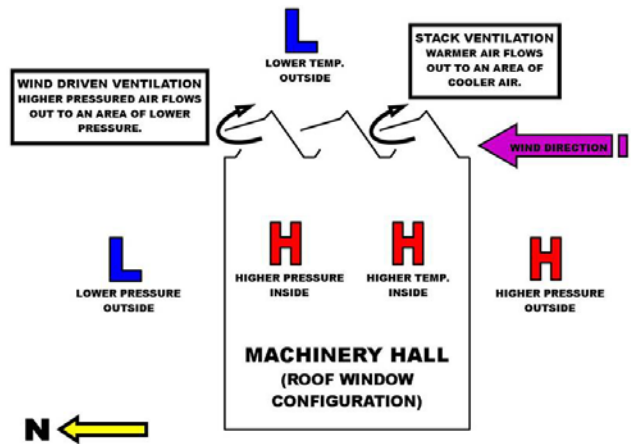 L
LOWER TEMP.
OUTSIDE
STACK VENTILATION
WARMER AIR FLOWS
OUT TO AN AREA OF
COOLER AIR.
WIND DRIVEN VENTILATION
HIGHER PRESSURED AIR FLOWS
OUT TO AN AREA OF LOWER
PRESSURE.
WIND DIRECTION
L
LOWER PRESSURE
OUTSIDE
H
HIGHER PRESSURE
INSIDE
H
HIGHER TEMP.
INSIDE
H
HIGHER PRESSURE
OUTSIDE
MACHINERY HALL
(ROOF WINDOW
CONFIGURATION)
N